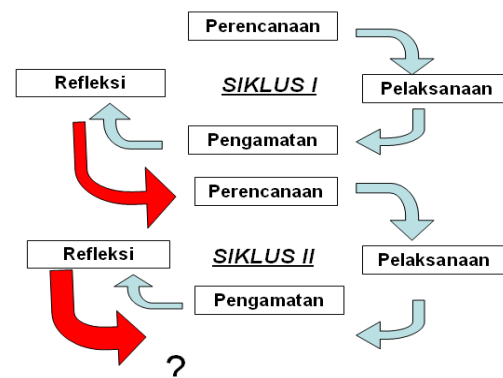 Perencanaan
Refleksi
SIKLUS I
Pelaksanaan
Pengamatan
Perencanaan
Refleksi
SIKLUS II
Pelaksanaan
Pengamatan
?